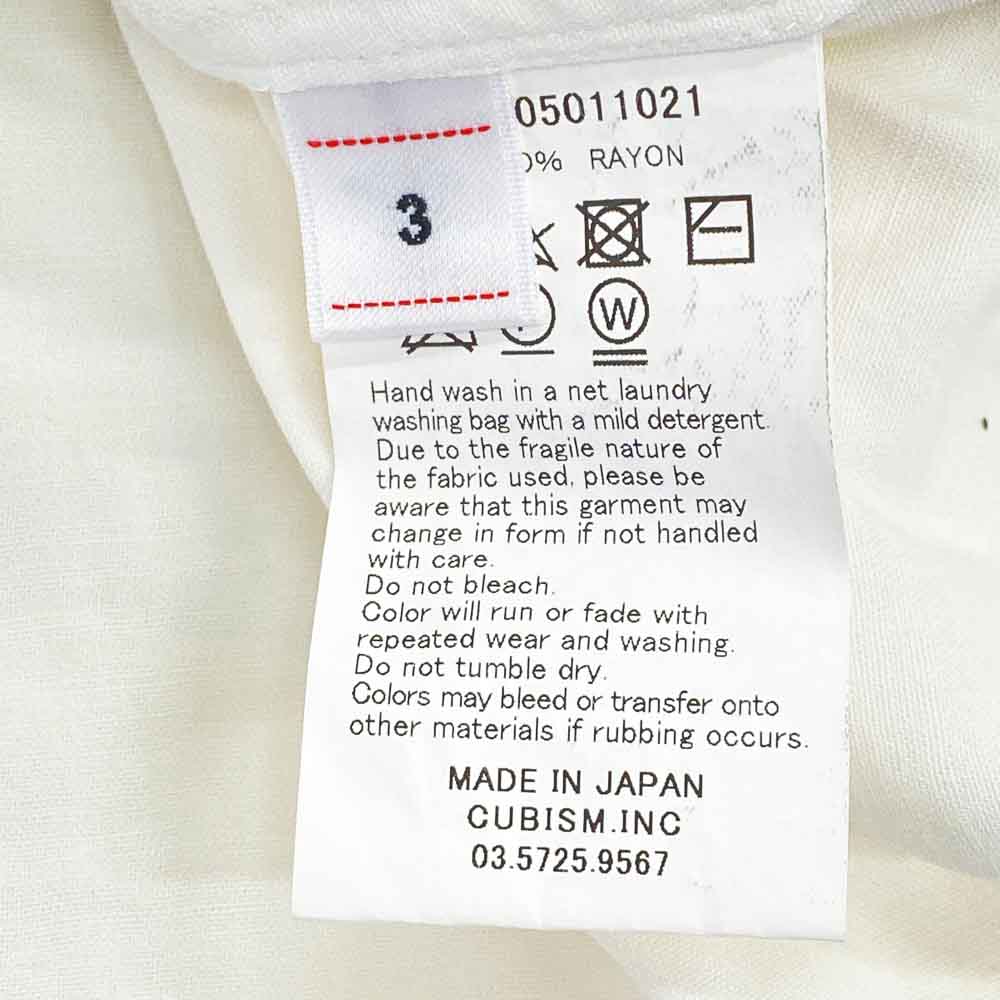 05011021
% RAYON
3
W
Hand wash in a net laundry
washing bag with a mild detergent.
Due to the fragile nature of
the fabric used, please be
aware that this garment may
change in form if not handled
with care.
Do not bleach.
Color will run or fade with
repeated wear and washing.
Do not tumble dry.
Colors may bleed or transfer onto
other materials if rubbing occurs.
MADE IN JAPAN
CUBISM.INC
03.5725.9567